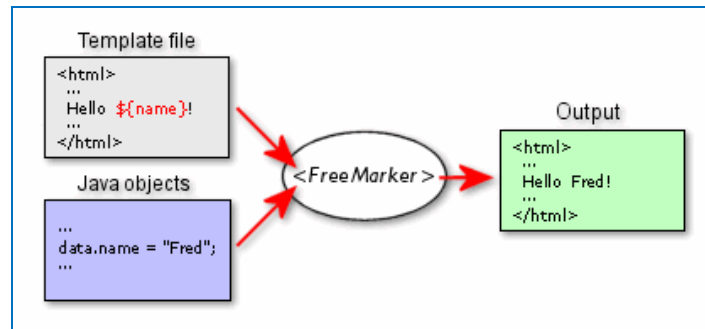 Template file
<html>
...
Hello ${name}!
...
</html>
Java objects
...
data.name = "Fred";
...
<FreeMarker>
Output
<html>
...
Hello Fred!
...
</html>